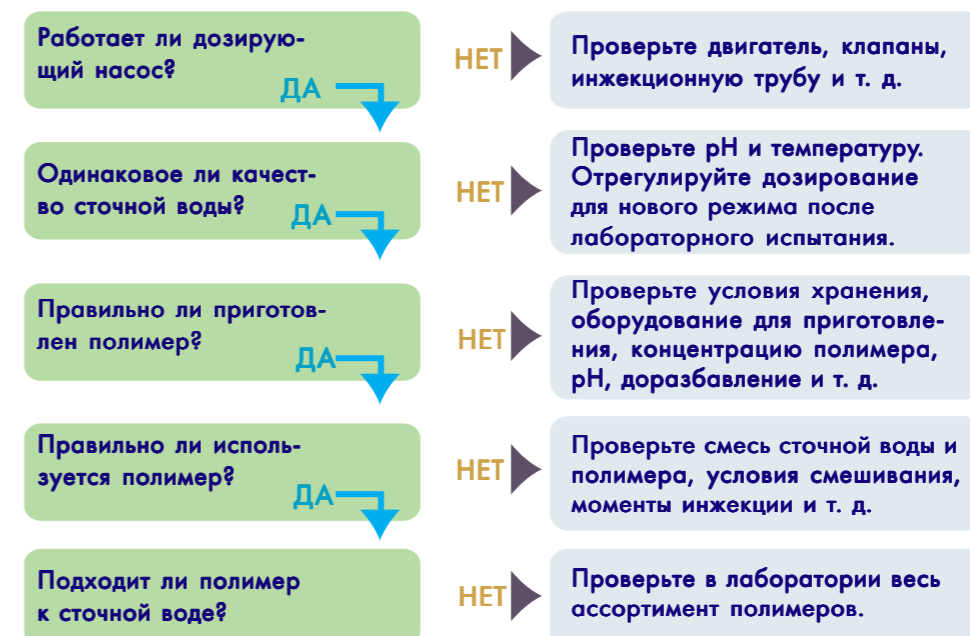 Работает ли дозирую-
щий насос?
ДА
НЕТ
Проверьте двигатель, клапаны,
инжекционную трубу и т. д.
Одинаковое ли качест-
во сточной воды?
ДА
НЕТ
Проверьте pH и температуру.
Отрегулируйте дозирование
для нового режима после
лабораторного испытания.
Правильно ли приготов-
лен полимер?
ДА
НЕТ
Проверьте условия хранения,
оборудование для приготовле-
ния, концентрацию полимера,
pH, доразбавление и т. д.
Правильно ли исполь-
зуется полимер?
ДА
НЕТ
Проверьте смесь сточной воды и
полимера, условия смешивания,
моменты инжекции и т. д.
Подходит ли полимер
к сточной воде?
НЕТ
Проверьте в лаборатории весь
ассортимент полимеров.